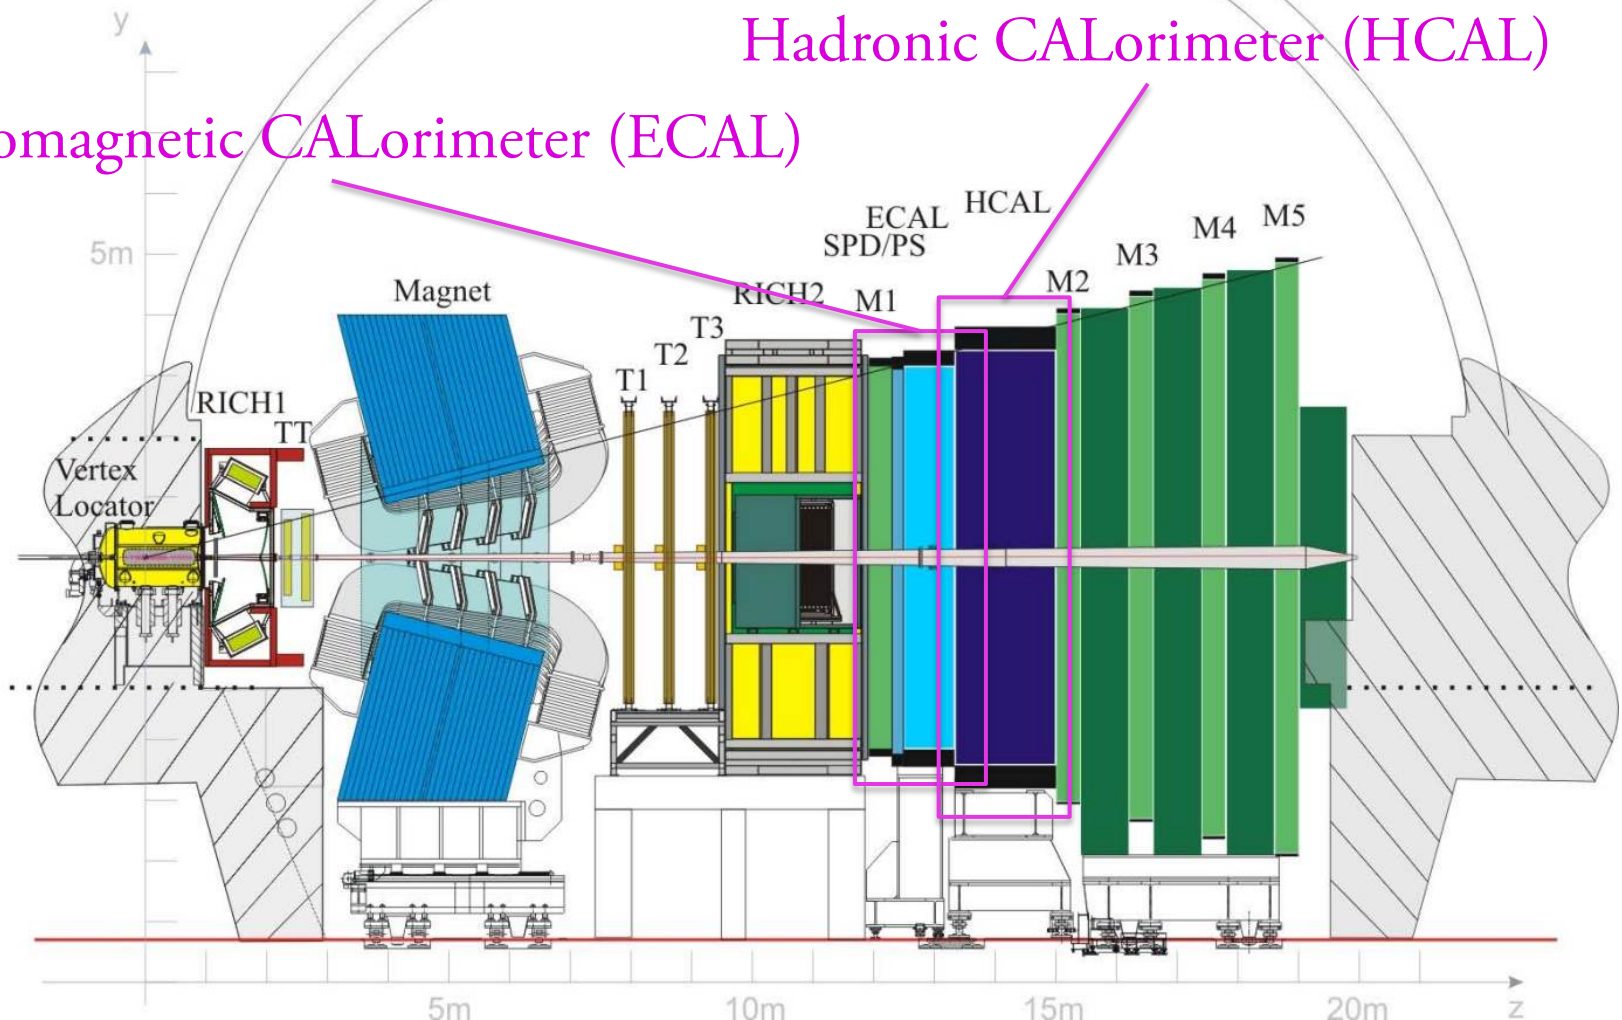 y
Hadronic CALorimeter (HCAL)
omagnetic CALorimeter (ECAL)
HCAL
ECAL
SPD/PS
M5
M4
M3
M2
5m
Magnet
RICH2
M1
T3
T2
T1
RICH1
TT
Vertex
Locator
5m
10m
15m
20m
z